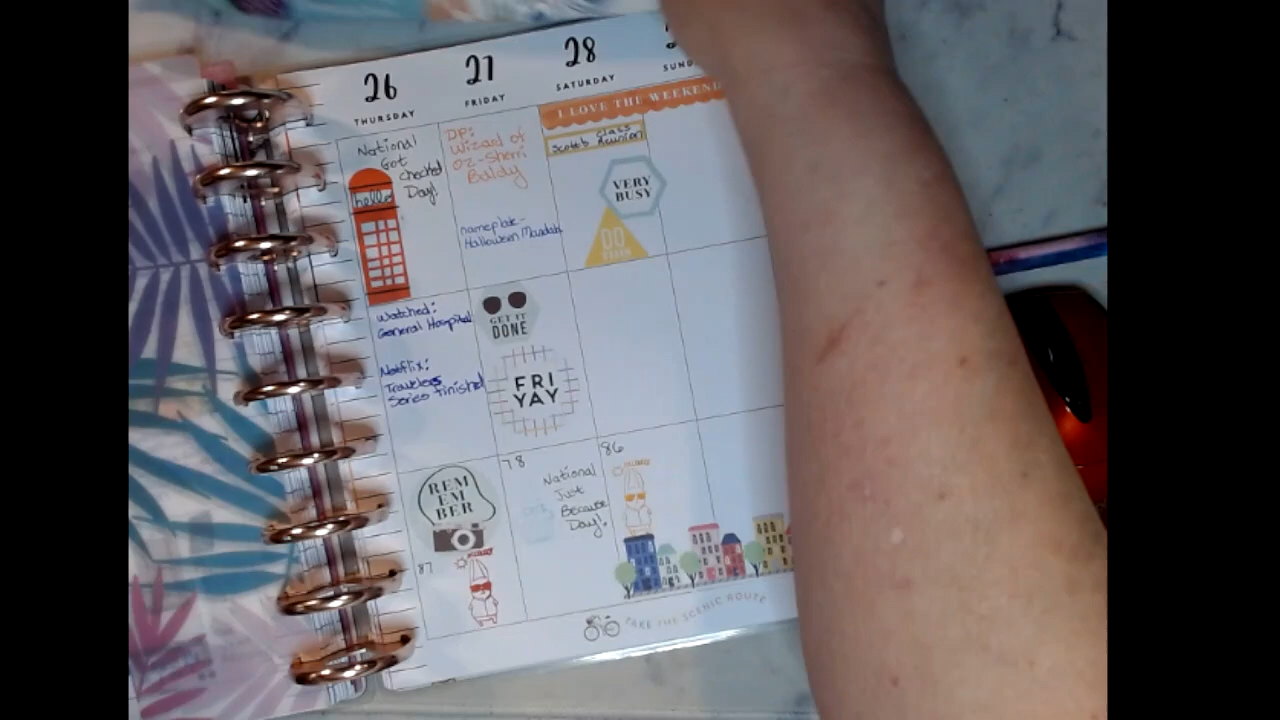 26
THURSDAY
27
FRIDAY
28
SATURDAY
SUND
I LOVE THE WEEKEND
National
Got
checked
Day!
hello
DP:
Wizard of
Oz-Sherri
Baldy
nameplate-
Halloween
class
Scott's Reunion
VERY
BUSY
DO
watched:
General Hospital
Netflix:
Travelers
Series finished
GET IT
DONE
FRI
YAY
REM
EM
BER
87
78
National
Just
Because
Day!
86
TAKE THE SCENIC ROUTE